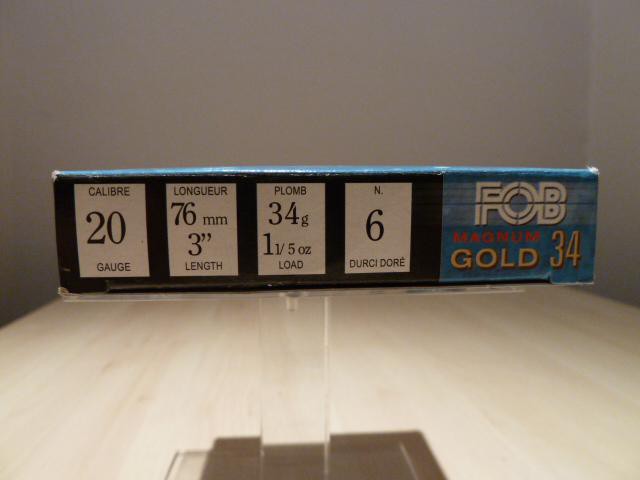 CALIBRE
20
GAUGE
LONGUEUR
76 mm
3”
LENGTH
PLOMB
34g
1 1/5 oz
LOAD
N.
6
DURCI DORÉ
FOB
MAGNUM
GOLD 34